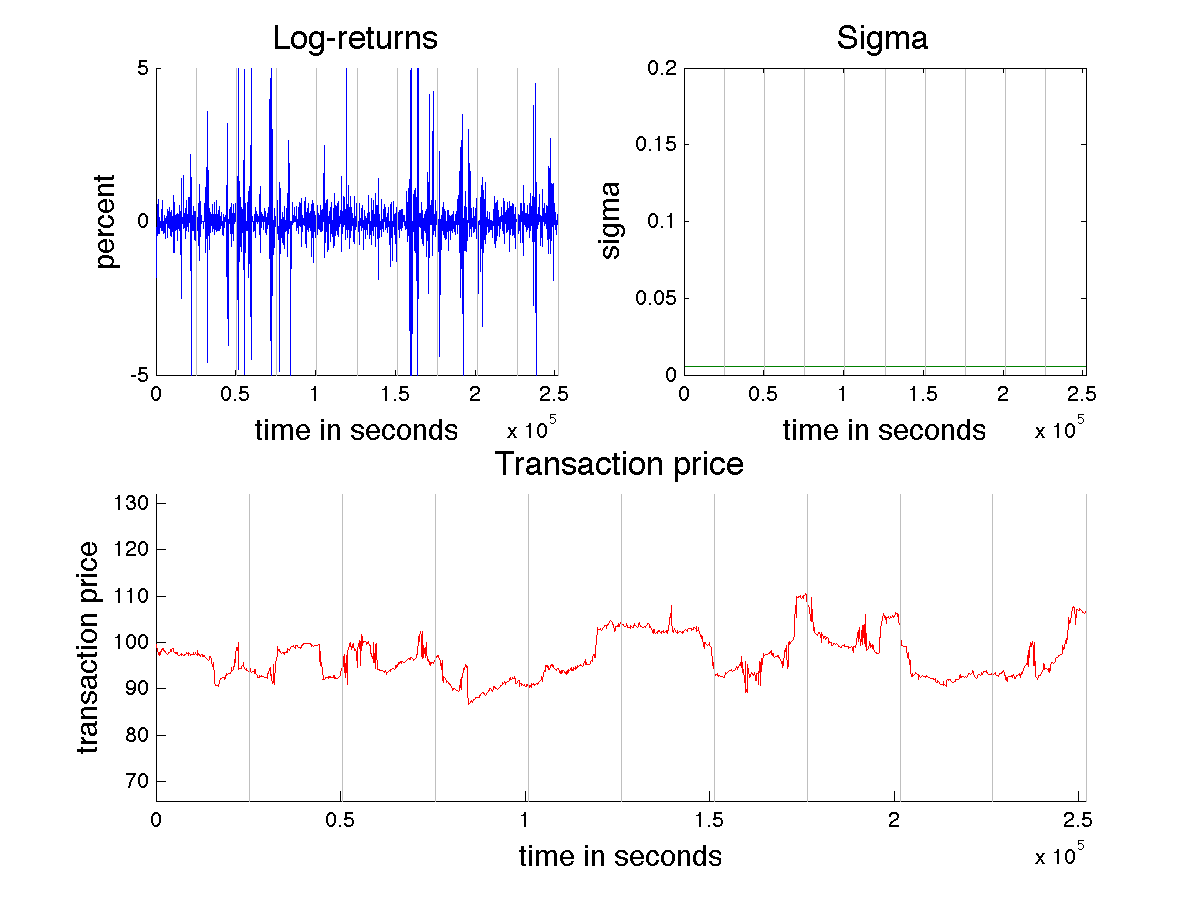 Log-returns
5
0
-5
percent
0 0.5 1 1.5 2 2.5
x 10^5
time in seconds
Sigma
0.2
0.15
0.1
0.05
0
sigma
0 0.5 1 1.5 2 2.5
x 10^5
time in seconds
Transaction price
130
120
110
100
90
80
70
transaction price
0 0.5 1 1.5 2 2.5
x 10^5
time in seconds